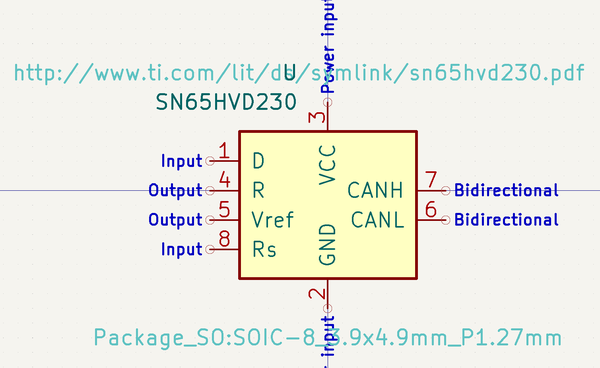 Power input
http://www.ti.com/lit/ds/symlink/sn65hvd230.pdf
U
SN65HVD230
3
VCC
Input 1 D
Output 4 R
Output 5 Vref
Input 8 Rs
CANH 7 Bidirectional
CANL 6 Bidirectional
GND
2
Package_SO:SOIC-8_3.9x4.9mm_P1.27mm
r input